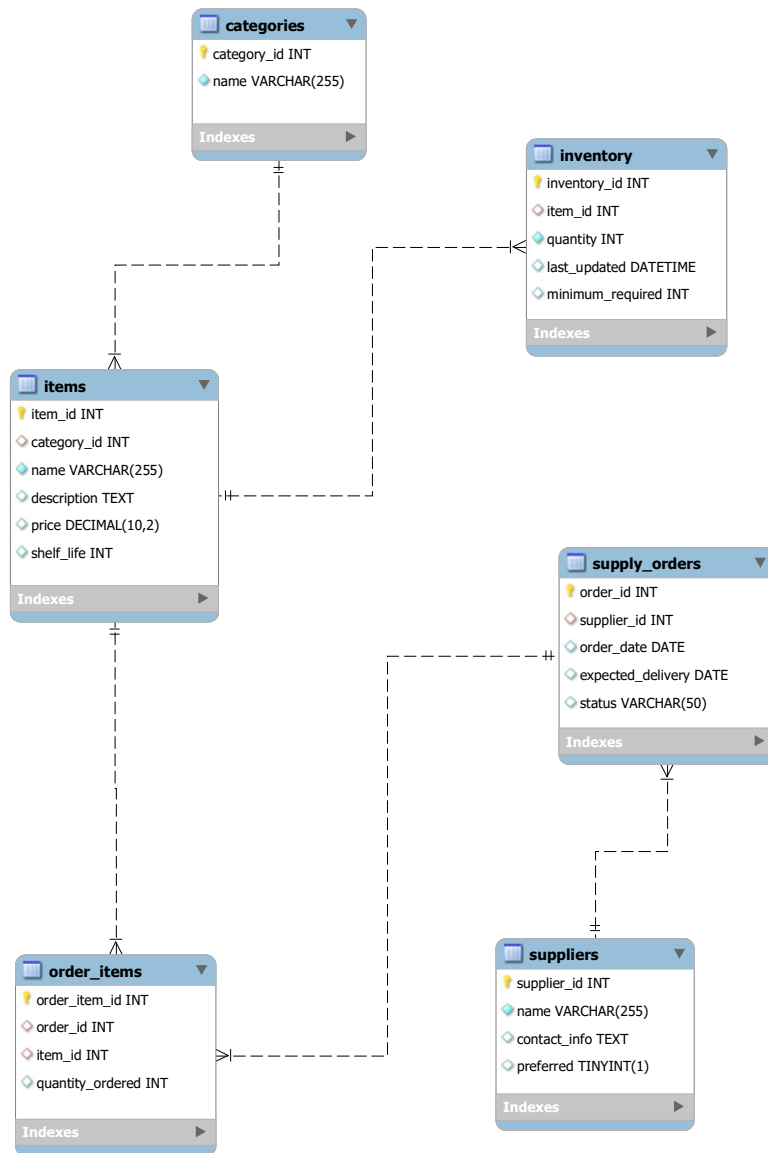 categories
category_id INT
name VARCHAR(255)
Indexes
inventory
inventory_id INT
item_id INT
quantity INT
last_updated DATETIME
minimum_required INT
Indexes
items
item_id INT
category_id INT
name VARCHAR(255)
description TEXT
price DECIMAL(10,2)
shelf_life INT
Indexes
supply_orders
order_id INT
supplier_id INT
order_date DATE
expected_delivery DATE
status VARCHAR(50)
Indexes
order_items
order_item_id INT
order_id INT
item_id INT
quantity_ordered INT
Indexes
suppliers
supplier_id INT
name VARCHAR(255)
contact_info TEXT
preferred TINYINT(1)
Indexes